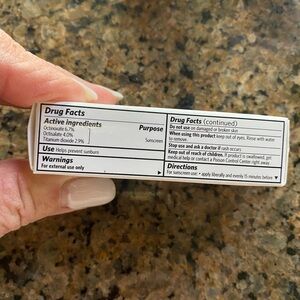 Drug Facts
Active ingredients
Purpose
Octinoxate 6.7%
Octisalate 4.0%
Titanium dioxide 2.9%
Sunscreen
Use Helps prevent sunburn
Warnings
For external use only
Drug Facts (continued)
Do not use on damaged or broken skin
When using this product keep out of eyes. Rinse with water
to remove.
Stop use and ask a doctor if rash occurs
Keep out of reach of children. If product is swallowed, get
medical help or contact a Poison Control Center right away
Directions
For sunscreen use: • apply liberally and evenly 15 minutes before